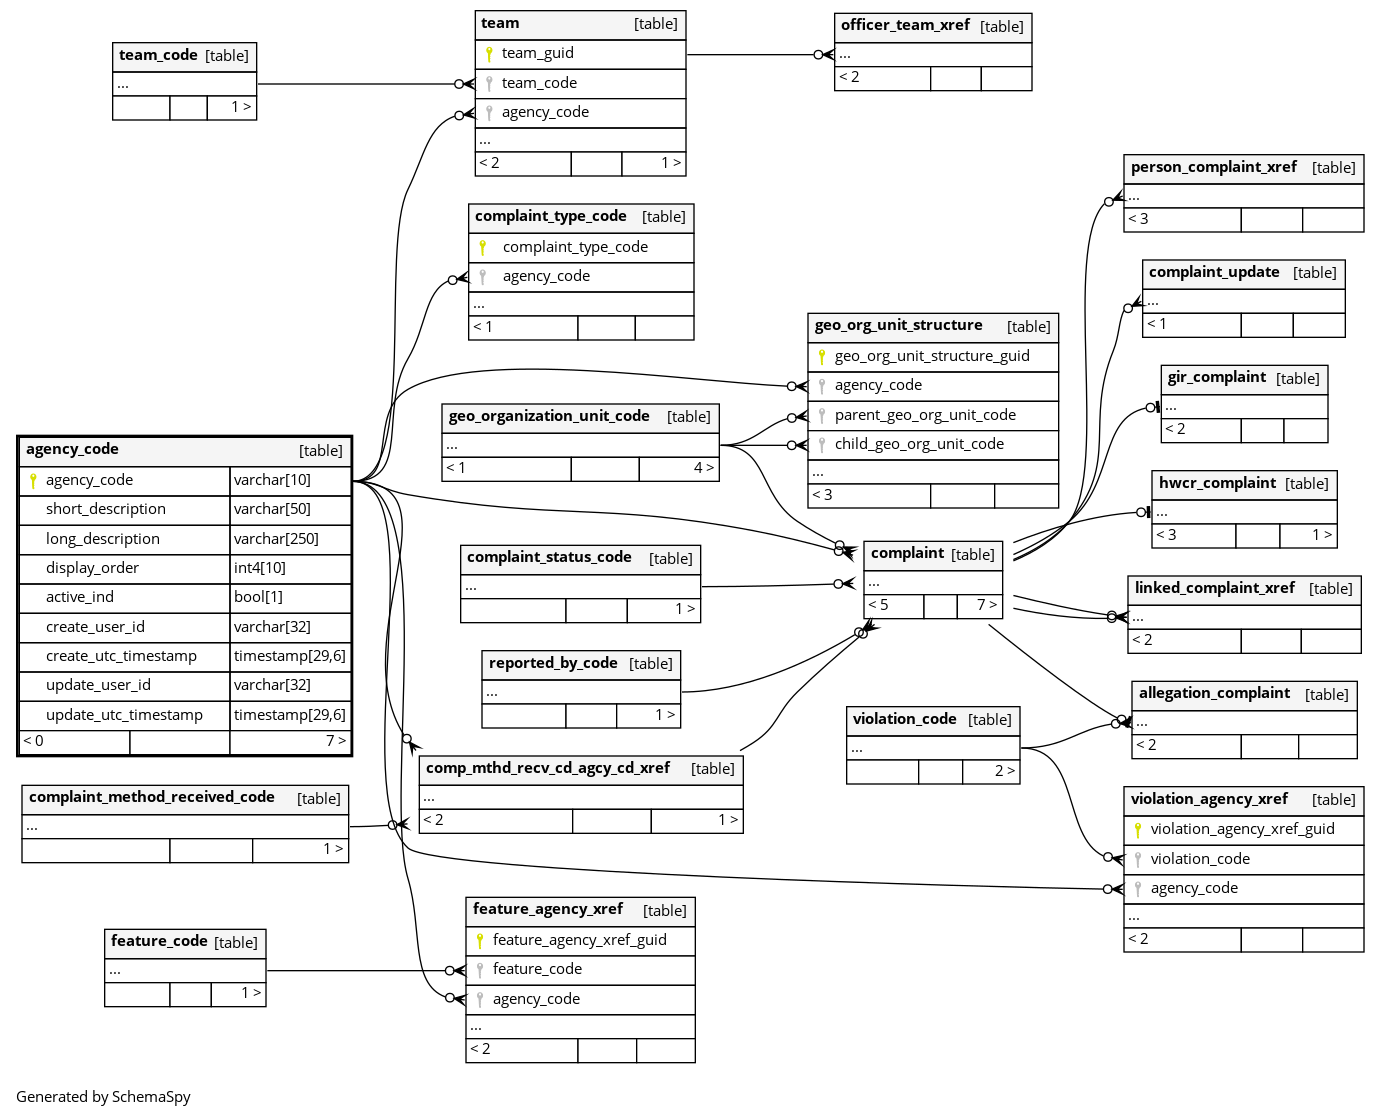 team_code [table]
...
1 >
team [table]
team_guid
team_code
agency_code
...
< 2 1 >
officer_team_xref [table]
...
< 2
person_complaint_xref [table]
...
< 3
complaint_type_code [table]
complaint_type_code
agency_code
...
< 1
complaint_update [table]
...
< 1
geo_org_unit_structure [table]
geo_org_unit_structure_guid
agency_code
parent_geo_org_unit_code
child_geo_org_unit_code
...
< 3
gir_complaint [table]
...
< 2
geo_organization_unit_code [table]
...
< 1 4 >
agency_code [table]
agency_code varchar[10]
short_description varchar[50]
long_description varchar[250]
display_order int4[10]
active_ind bool[1]
create_user_id varchar[32]
create_utc_timestamp timestamp[29,6]
update_user_id varchar[32]
update_utc_timestamp timestamp[29,6]
< 0 7 >
hwcr_complaint [table]
...
< 3 1 >
complaint_status_code [table]
...
1 >
complaint [table]
...
< 5 7 >
linked_complaint_xref [table]
...
< 2
reported_by_code [table]
...
1 >
allegation_complaint [table]
...
< 2
violation_code [table]
...
2 >
comp_mthd_recv_cd_agcy_cd_xref [table]
...
< 2 1 >
complaint_method_received_code [table]
...
1 >
violation_agency_xref [table]
violation_agency_xref_guid
violation_code
agency_code
...
< 2
feature_agency_xref [table]
feature_agency_xref_guid
feature_code
agency_code
...
< 2
feature_code [table]
...
1 >
Generated by SchemaSpy